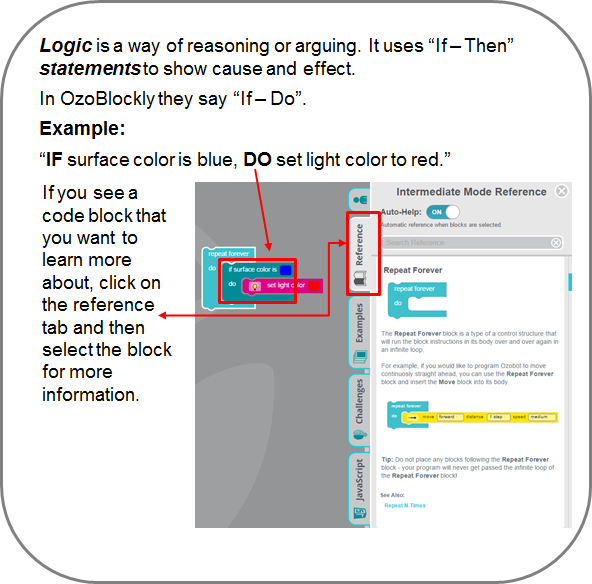 Logic is a way of reasoning or arguing. It uses “If – Then”
statements to show cause and effect.
In OzoBlockly they say “If – Do”.
Example:
“IF surface color is blue, DO set light color to red.”
If you see a
code block that
you want to
learn more
about, click on
the reference
tab and then
select the block
for more
information.
repeat forever
do
if surface color is
do
set light color
Reference
Examples
Challenges
JavaScript
Intermediate Mode Reference
Auto-Help: ON
Automatic reference when blocks are selected.
Search Reference
Repeat Forever
repeat forever
do
The Repeat Forever block is a type of a control structure that
will run the block instructions in its body over and over again in
an infinite loop.
For example, if you would like to program Ozobot to move
continously straight ahead, you can use the Repeat Forever
block and insert the Move block into its body.
repeat forever
do
move forward distance 1 step speed medium
Tip: Do not place any blocks following the Repeat Forever
block - your program will never get passed the infinite loop of
the Repeat Forever block!
See Also:
Repeat N-Times